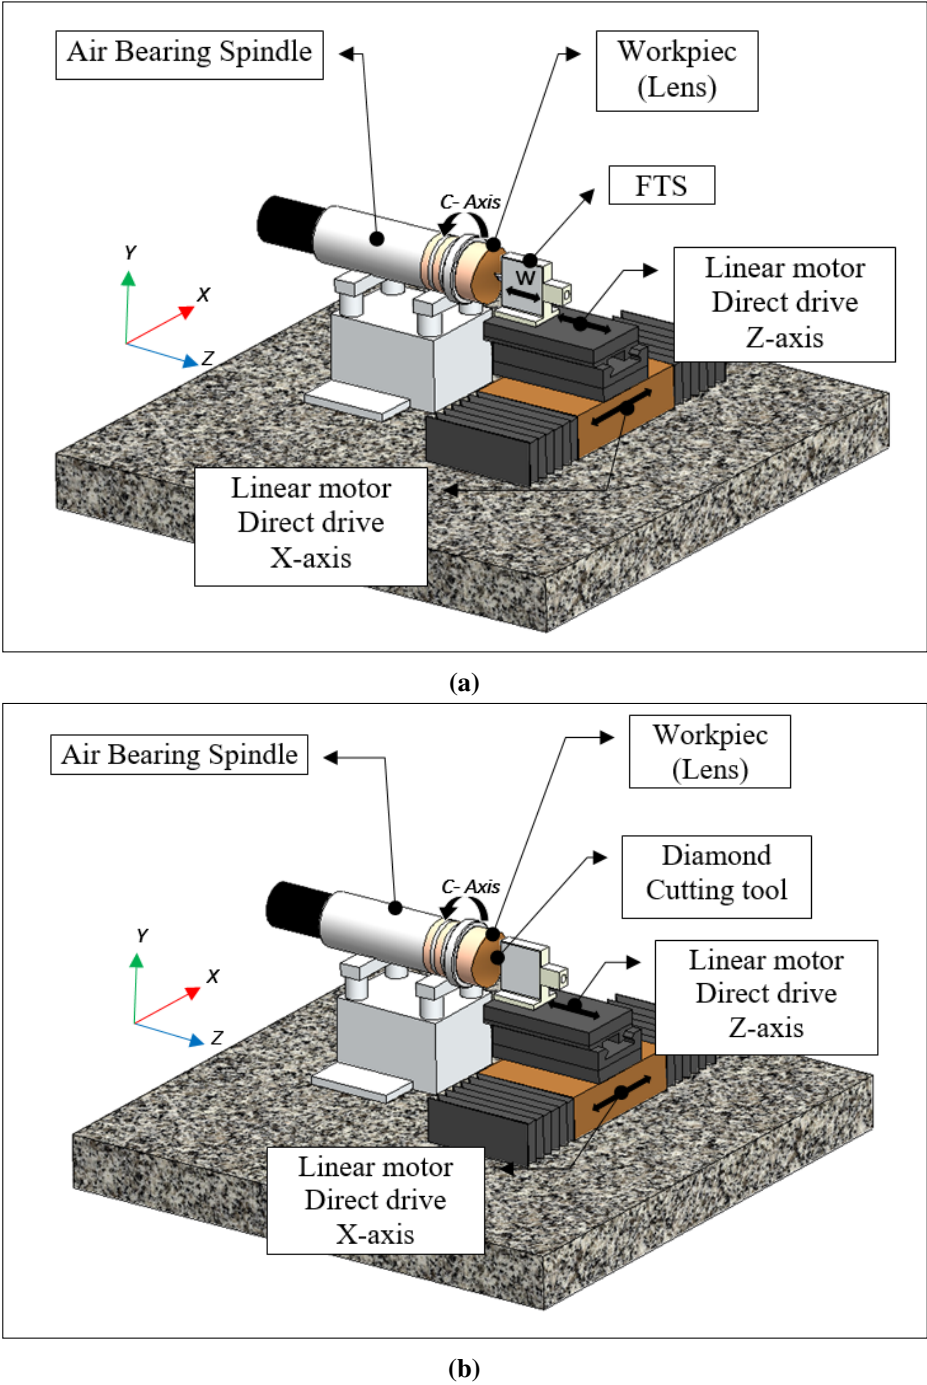 Air Bearing Spindle
Workpiec
(Lens)
FTS
C- Axis
W
Linear motor
Direct drive
Z-axis
Y
X
Z
Linear motor
Direct drive
X-axis
(a)
Air Bearing Spindle
Workpiec
(Lens)
Diamond
Cutting tool
C- Axis
Linear motor
Direct drive
Z-axis
Y
X
Z
Linear motor
Direct drive
X-axis
(b)